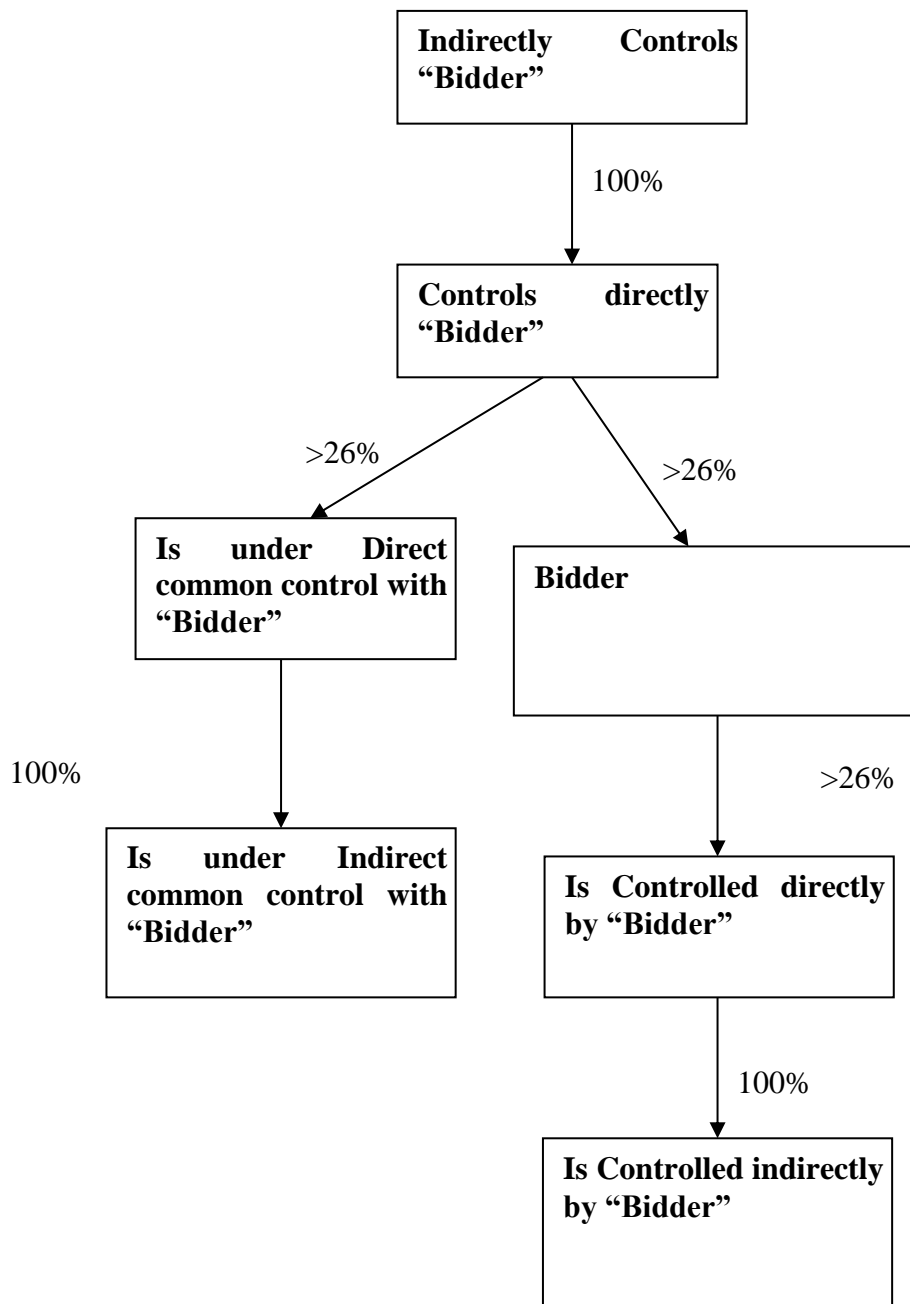 Indirectly Controls
“Bidder”
100%
Controls directly
“Bidder”
>26%
>26%
Is under Direct
common control with
“Bidder”
Bidder
100%
>26%
Is under Indirect
common control with
“Bidder”
Is Controlled directly
by “Bidder”
100%
Is Controlled indirectly
by “Bidder”